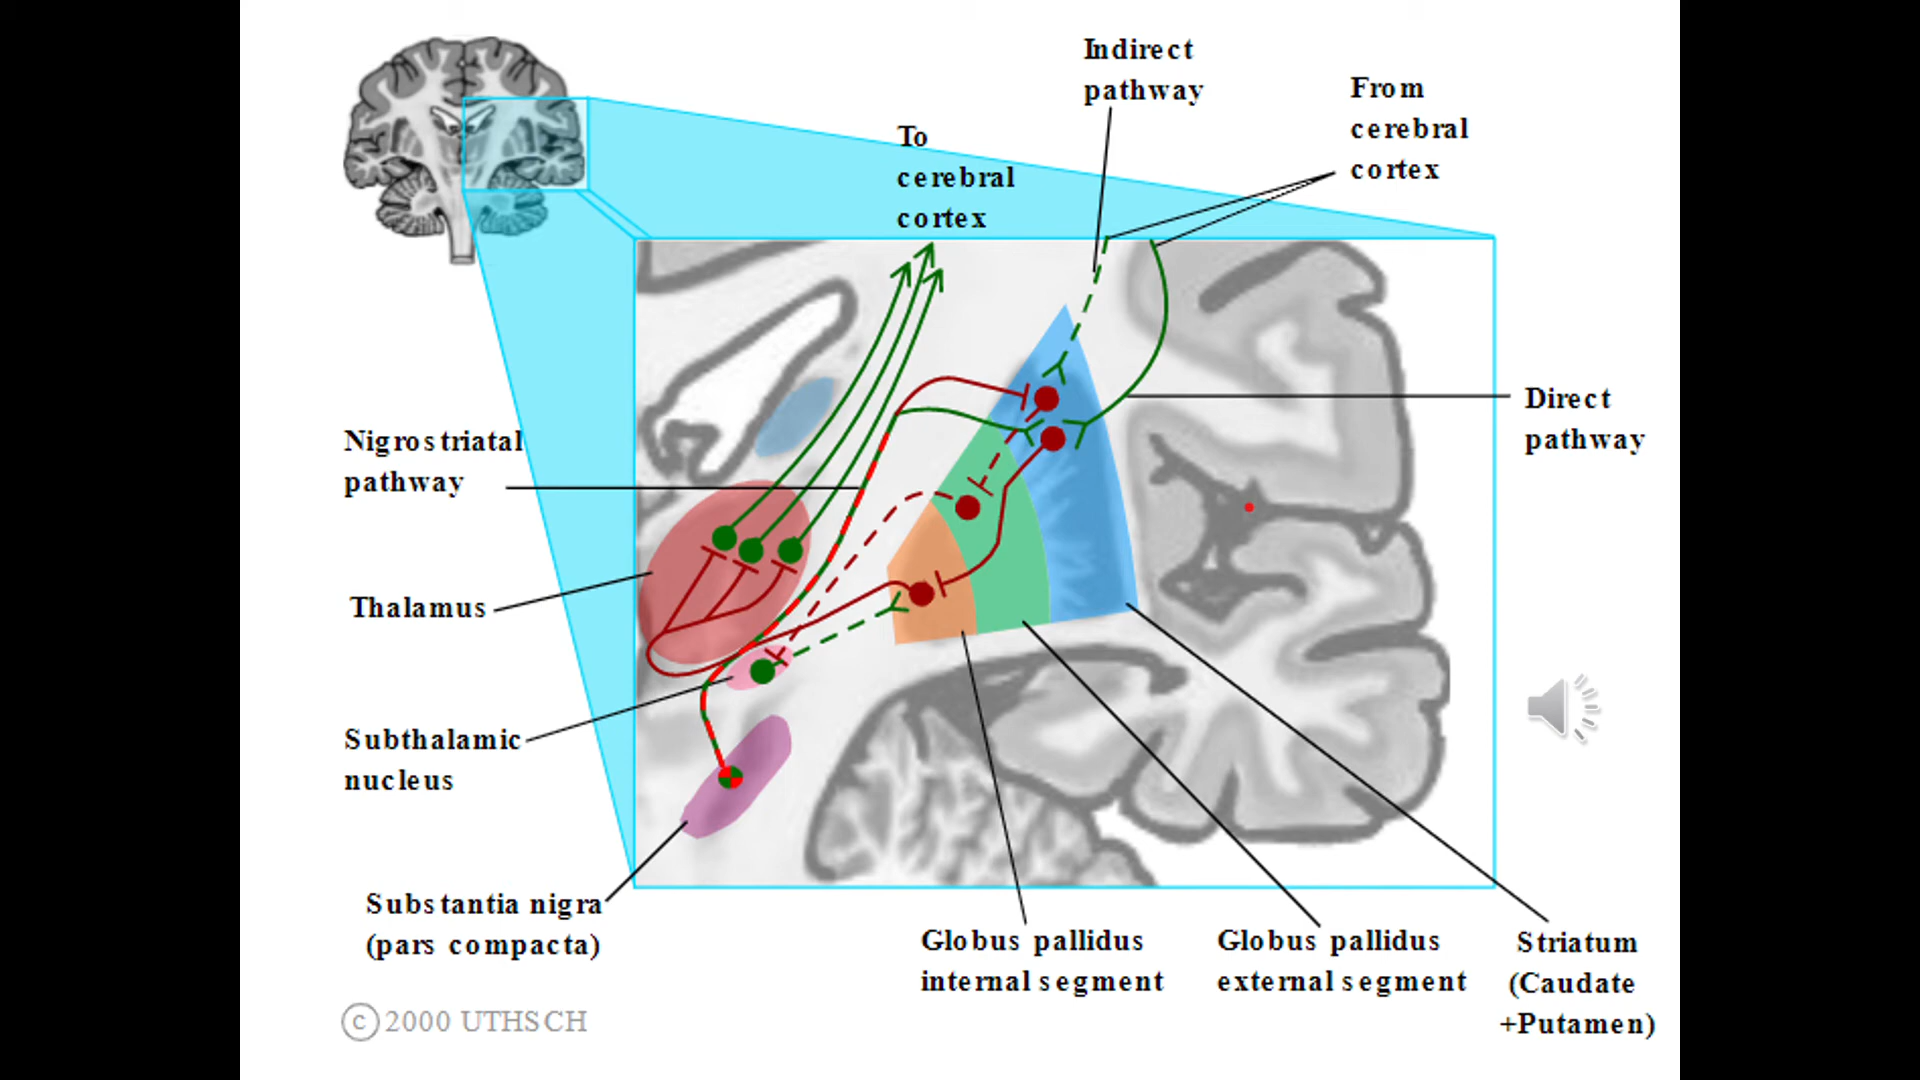 Indirect
pathway
From
cerebral
cortex
To
cerebral
cortex
Direct
pathway
Nigrostriatal
pathway
Thalamus
Subthalamic
nucleus
Substantia nigra
(pars compacta)
Globus pallidus
internal segment
Globus pallidus
external segment
Striatum
(Caudate
+Putamen)
© 2000 UTHSCH